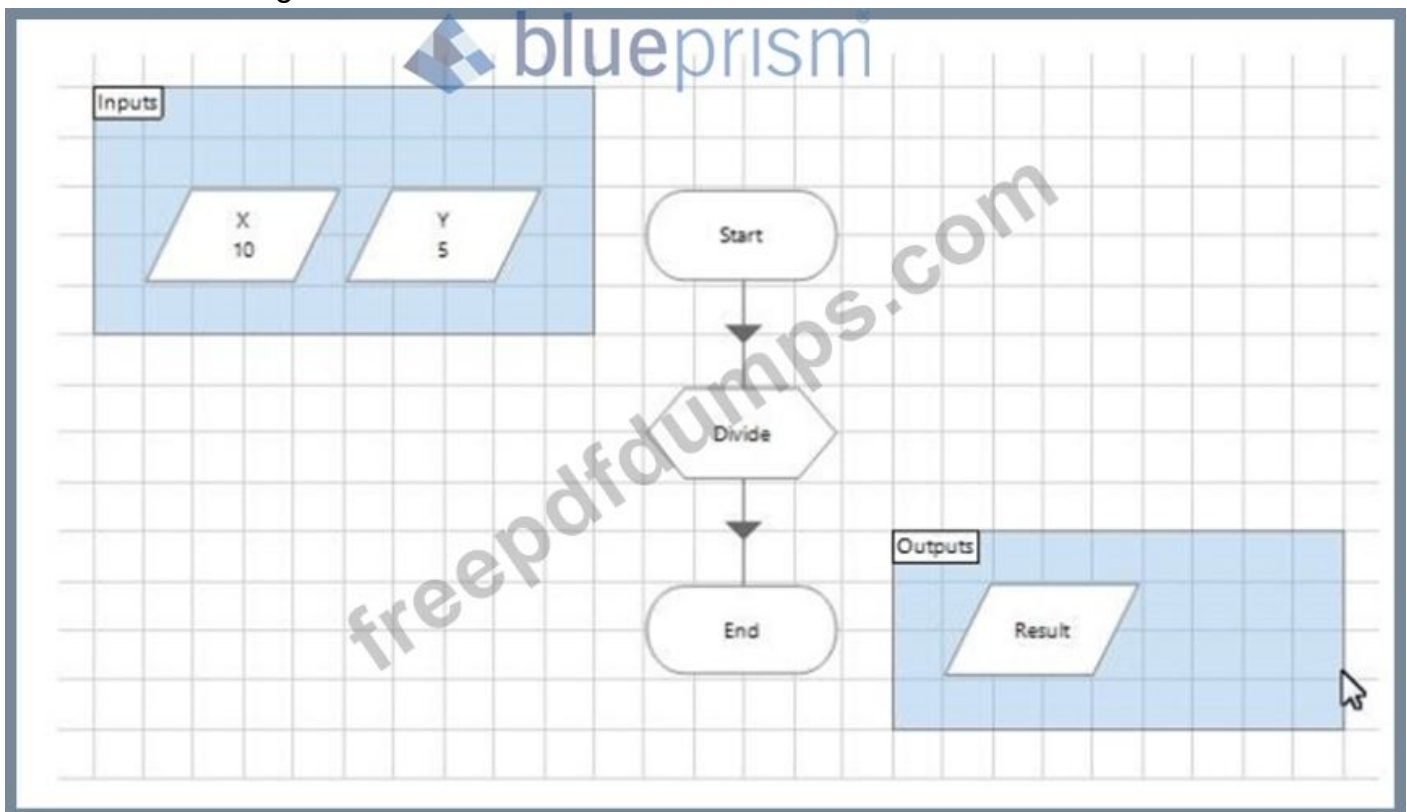 blueprism
Inputs
X
10
Y
5
Start
Divide
Outputs
End
Result
freepdfdumps.com